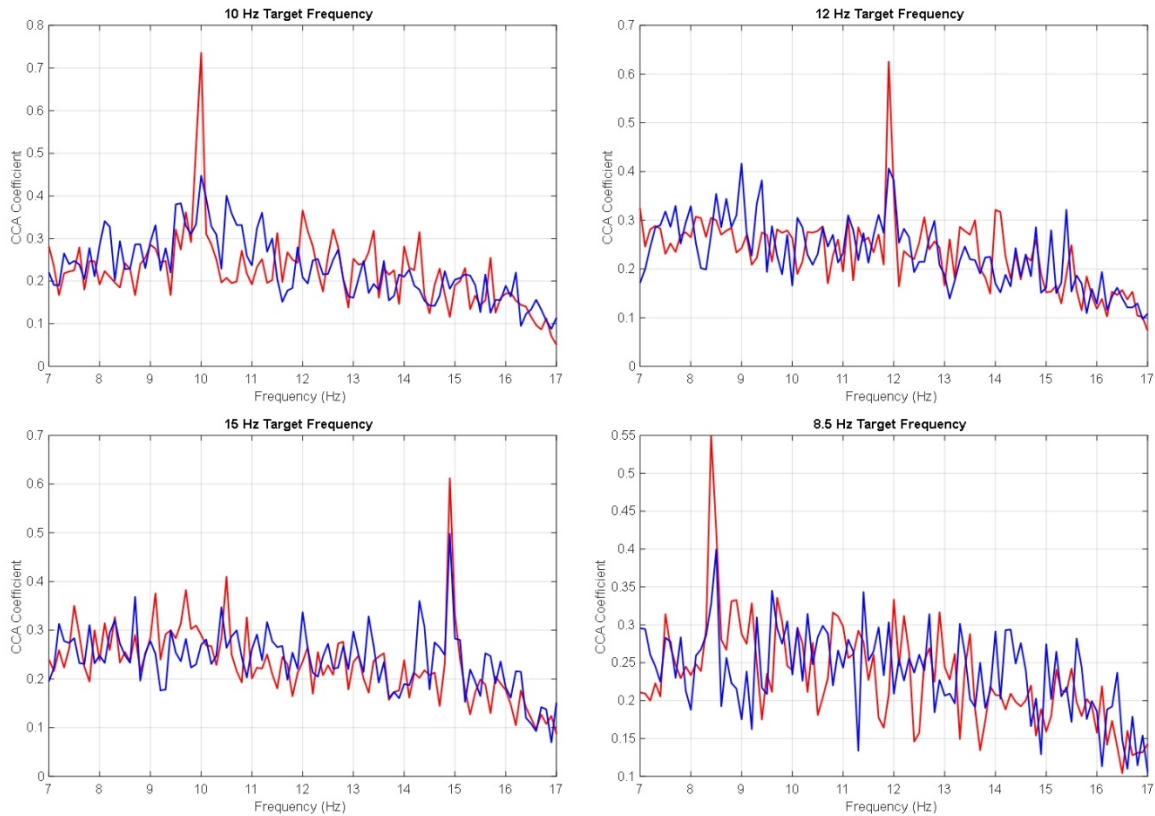 10 Hz Target Frequency
CCA Coefficient
0.8
0.7
0.6
0.5
0.4
0.3
0.2
0.1
0
7 8 9 10 11 12 13 14 15 16 17
Frequency (Hz)
12 Hz Target Frequency
CCA Coefficient
0.7
0.6
0.5
0.4
0.3
0.2
0.1
0
7 8 9 10 11 12 13 14 15 16 17
Frequency (Hz)
15 Hz Target Frequency
CCA Coefficient
0.7
0.6
0.5
0.4
0.3
0.2
0.1
0
7 8 9 10 11 12 13 14 15 16 17
Frequency (Hz)
8.5 Hz Target Frequency
CCA Coefficient
0.55
0.5
0.45
0.4
0.35
0.3
0.25
0.2
0.15
0.1
7 8 9 10 11 12 13 14 15 16 17
Frequency (Hz)